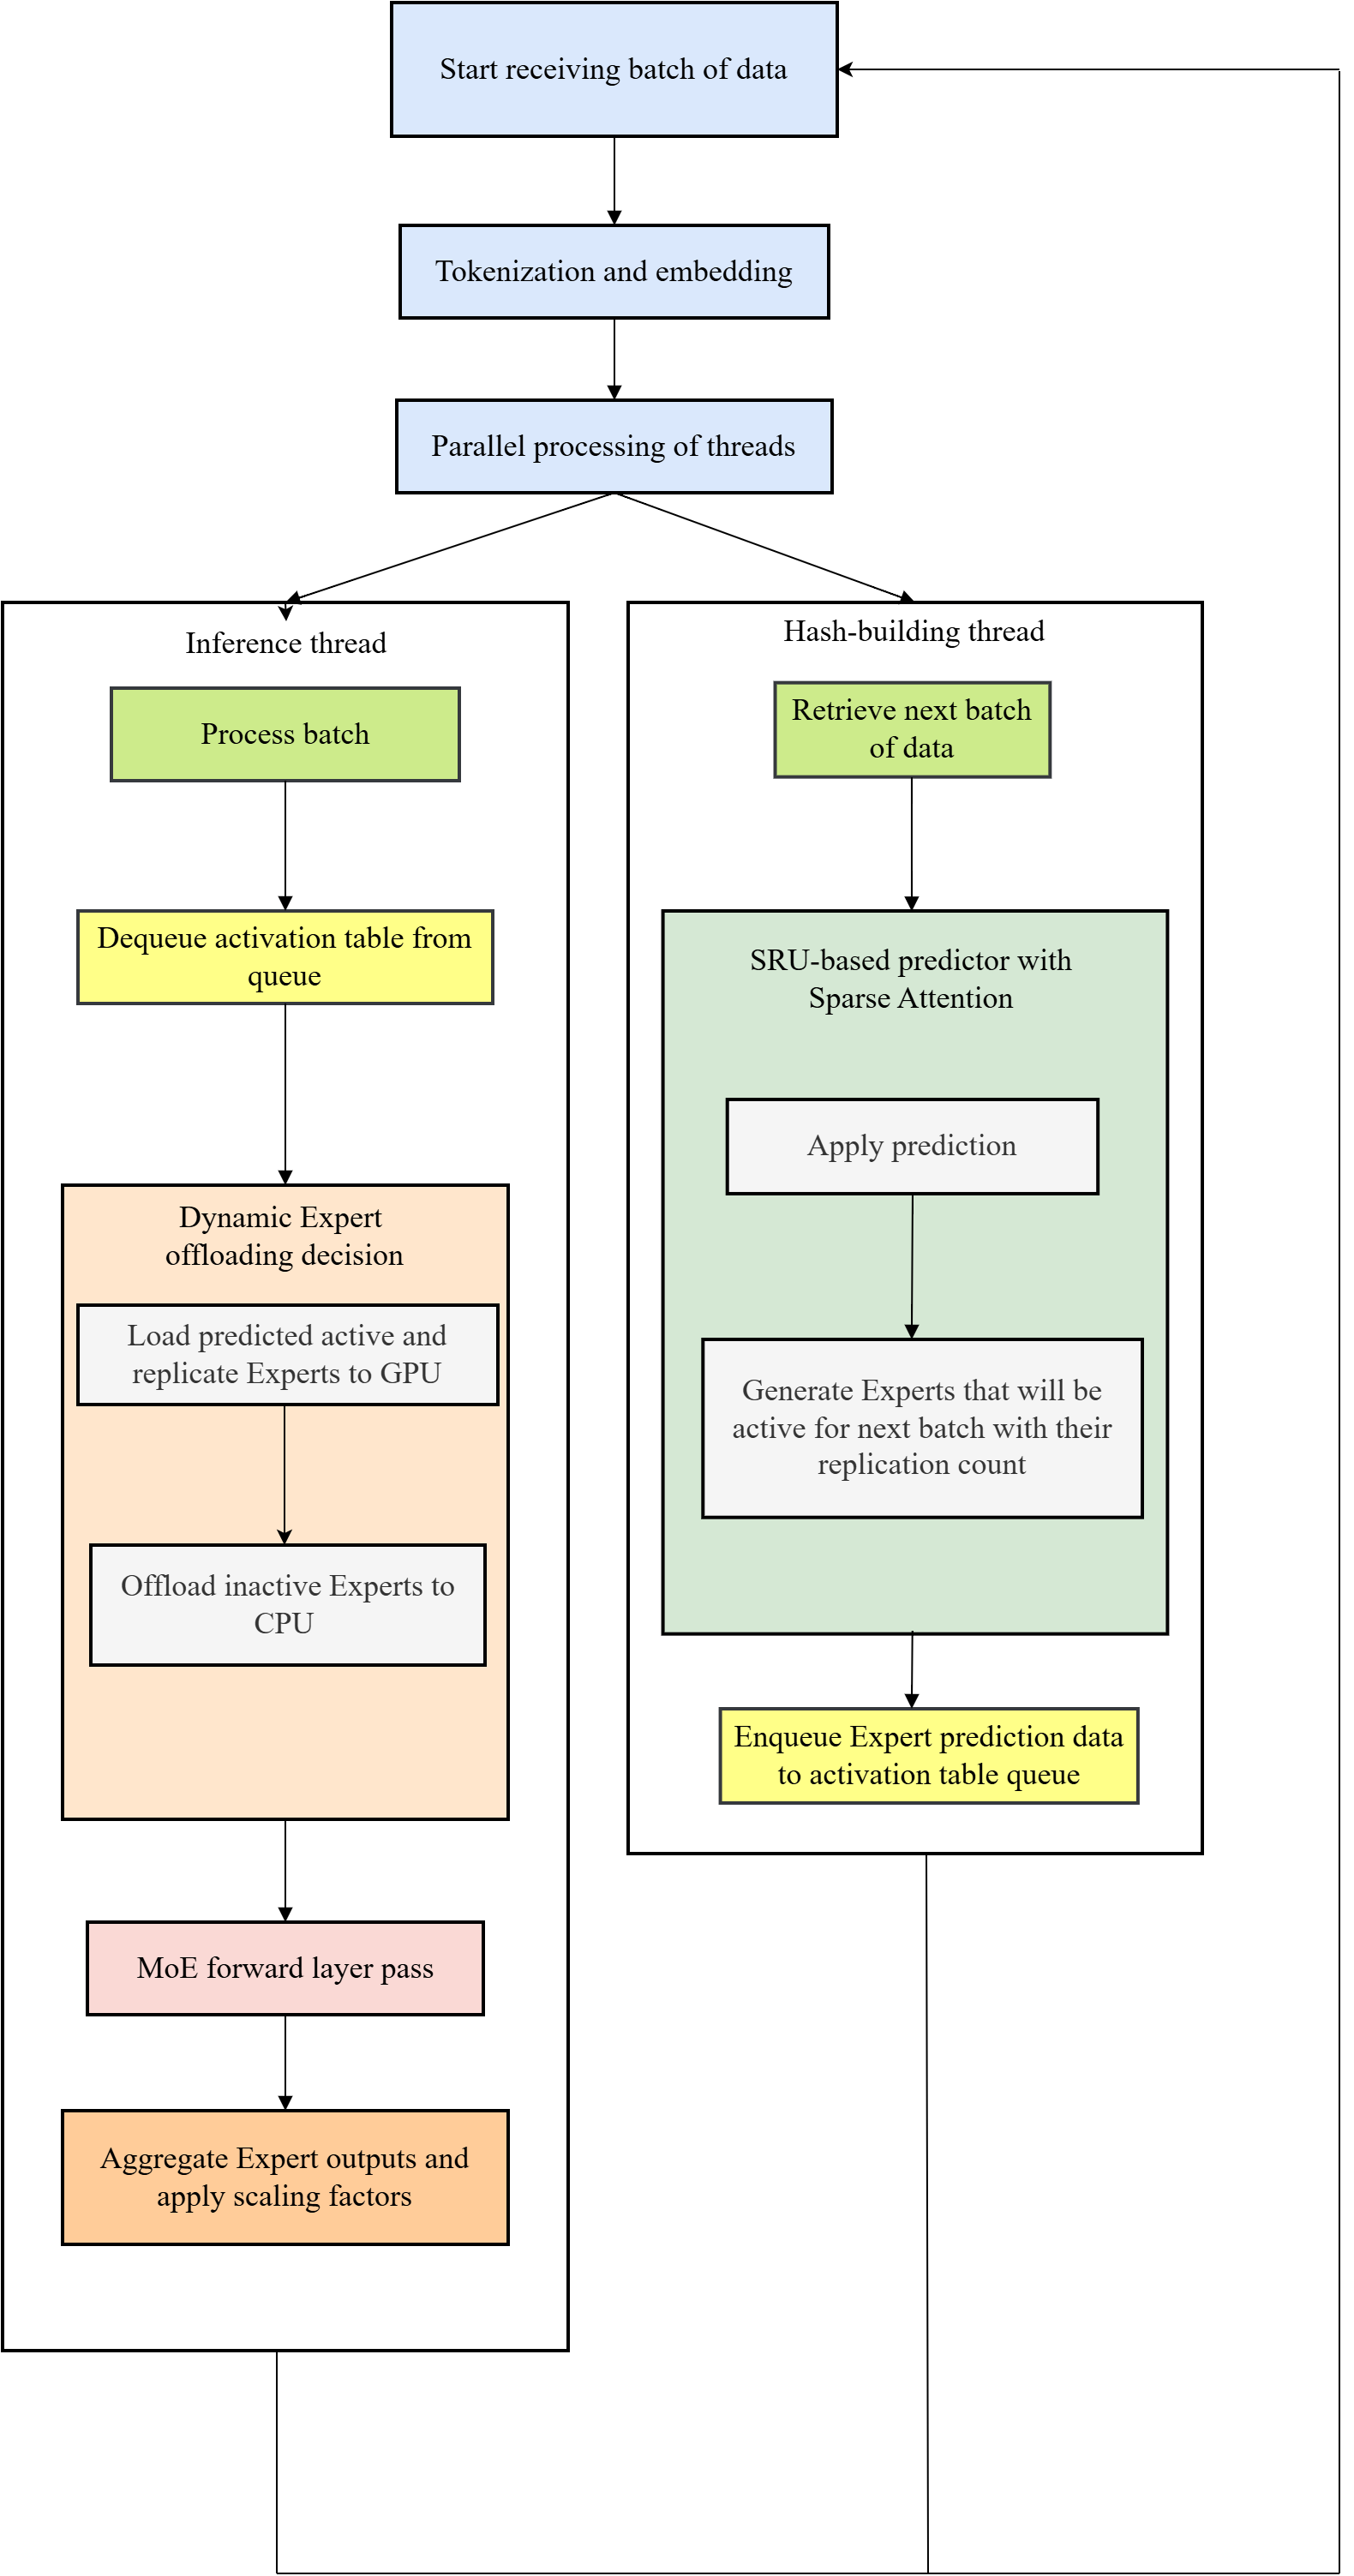 Start receiving batch of data
Tokenization and embedding
Parallel processing of threads
Inference thread
Process batch
Dequeue activation table from
queue
Dynamic Expert
offloading decision
Load predicted active and
replicate Experts to GPU
Offload inactive Experts to
CPU
MoE forward layer pass
Aggregate Expert outputs and
apply scaling factors
Hash-building thread
Retrieve next batch
of data
SRU-based predictor with
Sparse Attention
Apply prediction
Generate Experts that will be
active for next batch with their
replication count
Enqueue Expert prediction data
to activation table queue